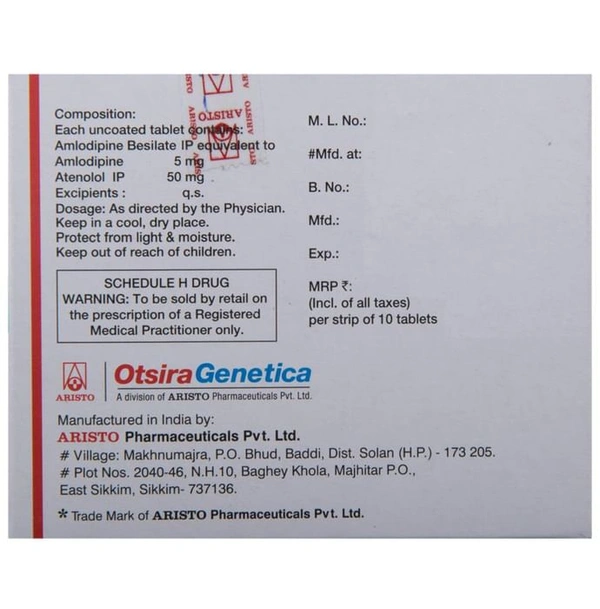 Composition:
Each uncoated tablet contains:
Amlodipine Besilate IP equivalent to
Amlodipine 5 mg
Atenolol IP 50 mg
Excipients : q.s.
Dosage: As directed by the Physician.
Keep in a cool, dry place.
Protect from light & moisture.
Keep out of reach of children.
SCHEDULE H DRUG
WARNING: To be sold by retail on
the prescription of a Registered
Medical Practitioner only.
M. L. No.:
#Mfd. at:
B. No.:
Mfd.:
Exp.:
MRP ₹:
(Incl. of all taxes)
per strip of 10 tablets
ARISTO
ARISTO
ARISTO
ARISTO
Otsira Genetica
A division of ARISTO Pharmaceuticals Pvt. Ltd.
Manufactured in India by:
ARISTO Pharmaceuticals Pvt. Ltd.
# Village: Makhnumajra, P.O. Bhud, Baddi, Dist. Solan (H.P.) - 173 205.
# Plot Nos. 2040-46, N.H.10, Baghey Khola, Majhitar P.O.,
East Sikkim, Sikkim- 737136.
* Trade Mark of ARISTO Pharmaceuticals Pvt. Ltd.